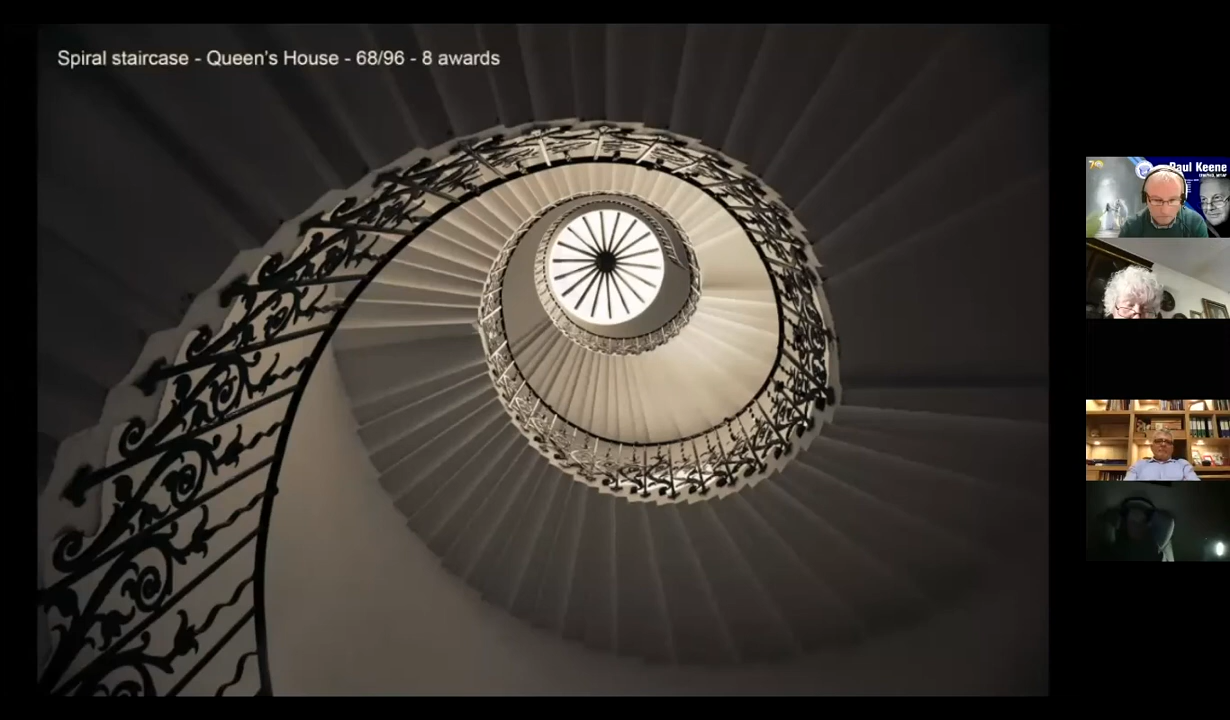 Spiral staircase - Queen's House - 68/96 - 8 awards
Paul Keene